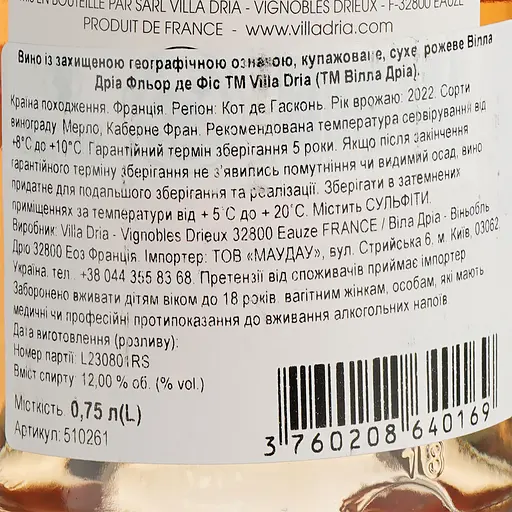 EN BOUTEILLE PAR SARL VILLA DRIA - VIGNOBLES DRIEUX - F-32800 EAUZE
PRODUIT DE FRANCE - www.villadria.com
Вино із захищеною географічною ознакою, купажоване, сухе, рожеве Вілла
Дріа Фльор де Фіс ТМ Villa Dria (ТМ Вілла Дріа).
Країна походження: Франція. Регіон: Кот де Гасконь. Рік врожаю: 2022. Сорти
винограду Мерло, Каберне Фран. Рекомендована температура сервірування від
+8°C до +10°C. Гарантійний термін зберігання 5 роки. Якщо після закінчення
гарантійного терміну зберігання не з'явились помутніння чи видимий осад, вино
придатне для подальшого зберігання та реалізації. Зберігати в затемнених
приміщеннях за температури від + 5°C до + 20°C. Містить СУЛЬФІТИ.
Виробник: Villa Dria - Vignobles Drieux 32800 Eauze FRANCE / Віла Дріа - Віньобль
Дрю 32800 Еоз Франція. Імпортер: ТОВ «МАУДАУ», вул. Стрийська 6, м. Київ, 03062,
Україна, тел.: +38 044 355 83 68. Претензії від споживачів приймає імпортер
Заборонено вживати дітям віком до 18 років, вагітним жінкам, особам, які мають
медичні чи професійні протипоказання до вживання алкогольних напоїв.
Дата виготовлення (розливу):
Номер партії: L230801RS
Вміст спирту: 12,00 % об. (% vol.)
Місткість: 0,75 л(L)
Артикул: 510261
3 760208 640169